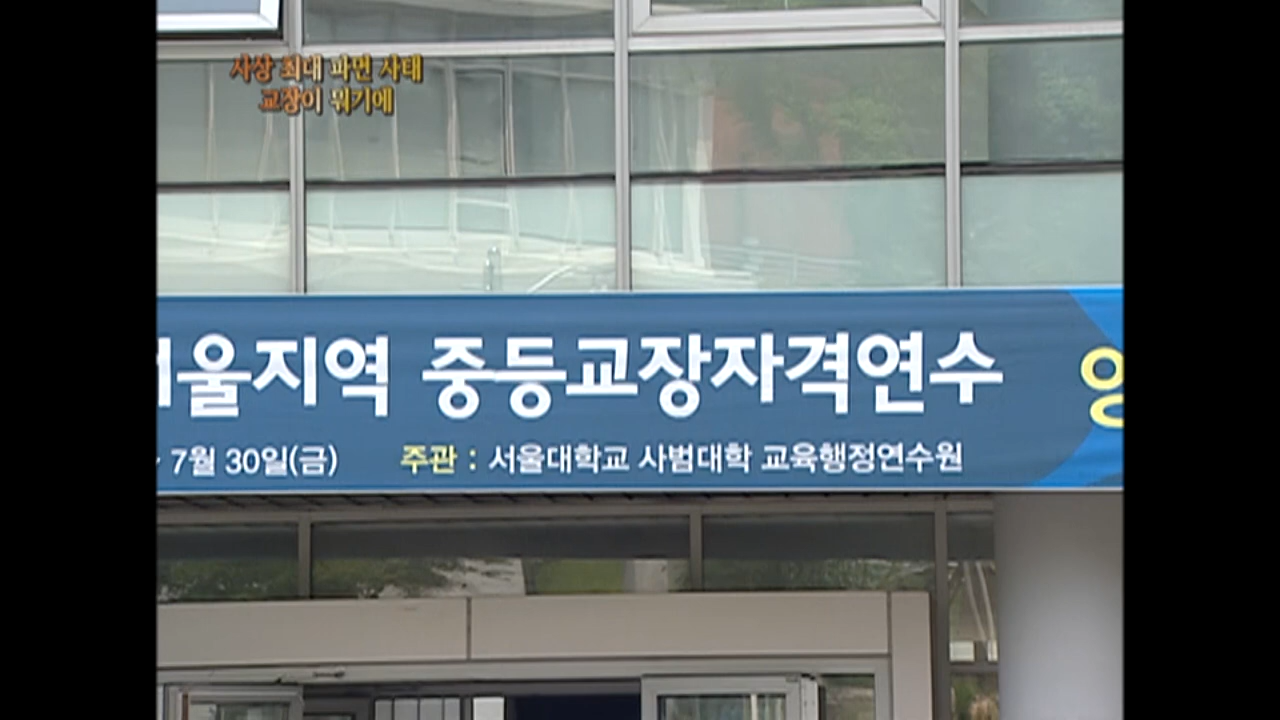 사상 최대 파면 사태
교장이 뭐기에
서울지역 중등교장자격연수
~ 7월 30일(금) 주관 : 서울대학교 사범대학 교육행정연수원